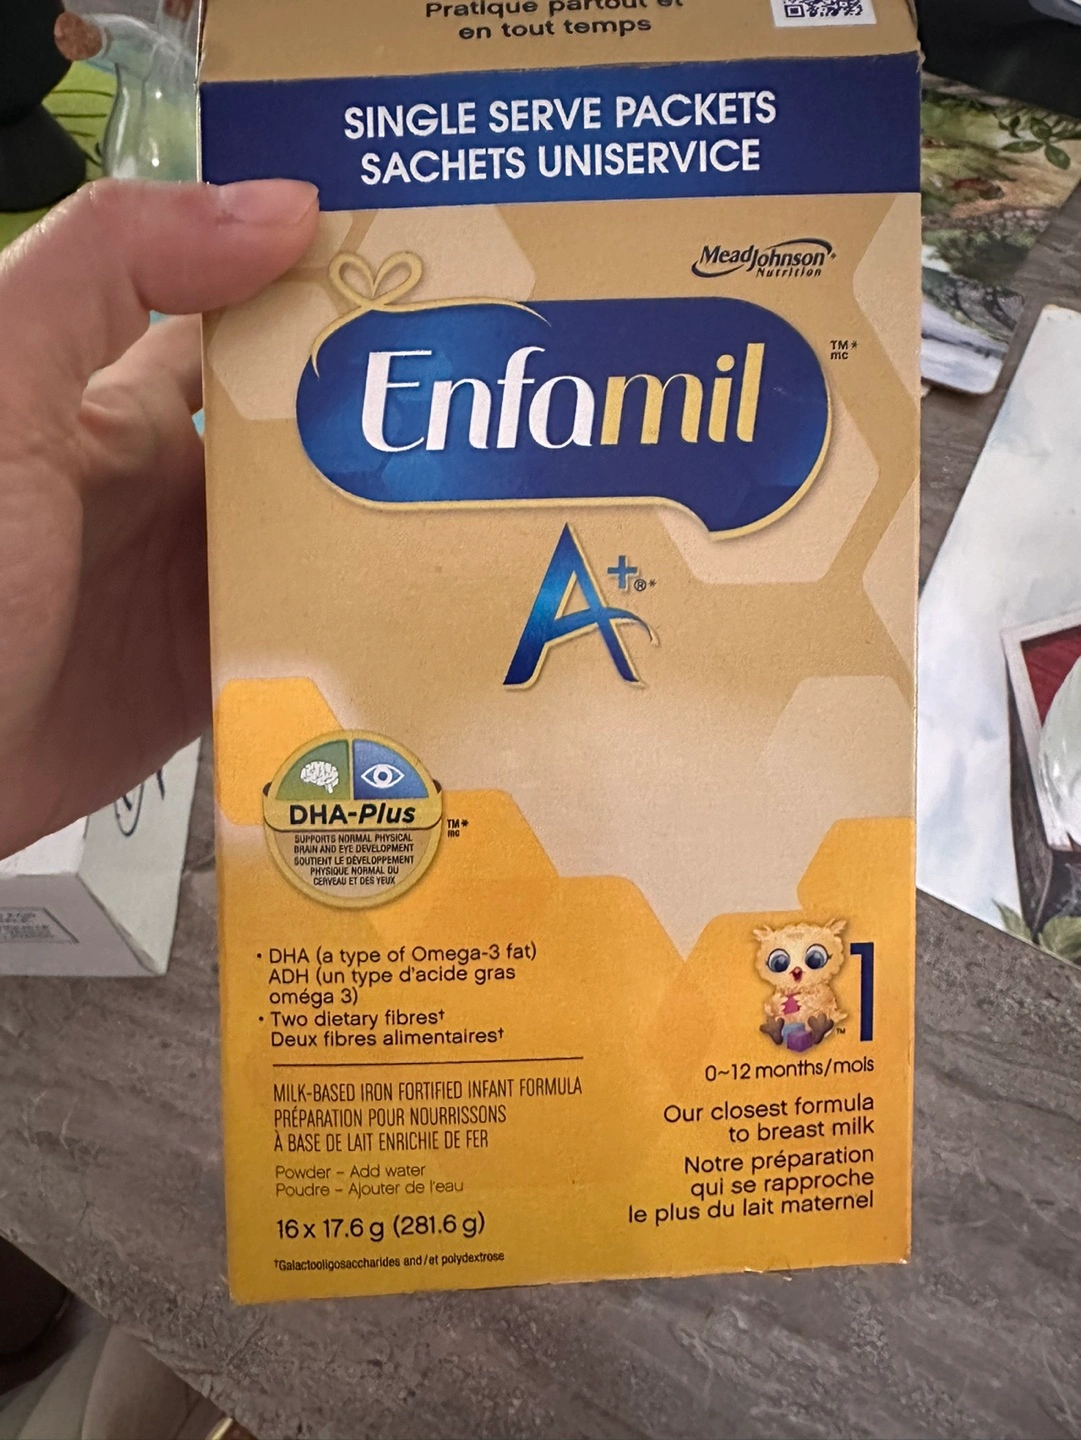 Pratique partout et
en tout temps
SINGLE SERVE PACKETS
SACHETS UNISERVICE
MeadJohnson*
Nutrition
Enfamil
TM*
mc
A+®*
DHA-Plus
TM*
mc
SUPPORTS NORMAL PHYSICAL
BRAIN AND EYE DEVELOPMENT
SOUTIENT LE DÉVELOPPEMENT
PHYSIQUE NORMAL DU
CERVEAU ET DES YEUX
• DHA (a type of Omega-3 fat)
ADH (un type d'acide gras
oméga 3)
• Two dietary fibres†
Deux fibres alimentaires†
MILK-BASED IRON FORTIFIED INFANT FORMULA
PRÉPARATION POUR NOURRISSONS
À BASE DE LAIT ENRICHIE DE FER
Powder – Add water
Poudre – Ajouter de l'eau
16 x 17.6 g (281.6 g)
†Galactooligosaccharides and/et polydextrose
1
TM
0~12 months/mois
Our closest formula
to breast milk
Notre préparation
qui se rapproche
le plus du lait maternel